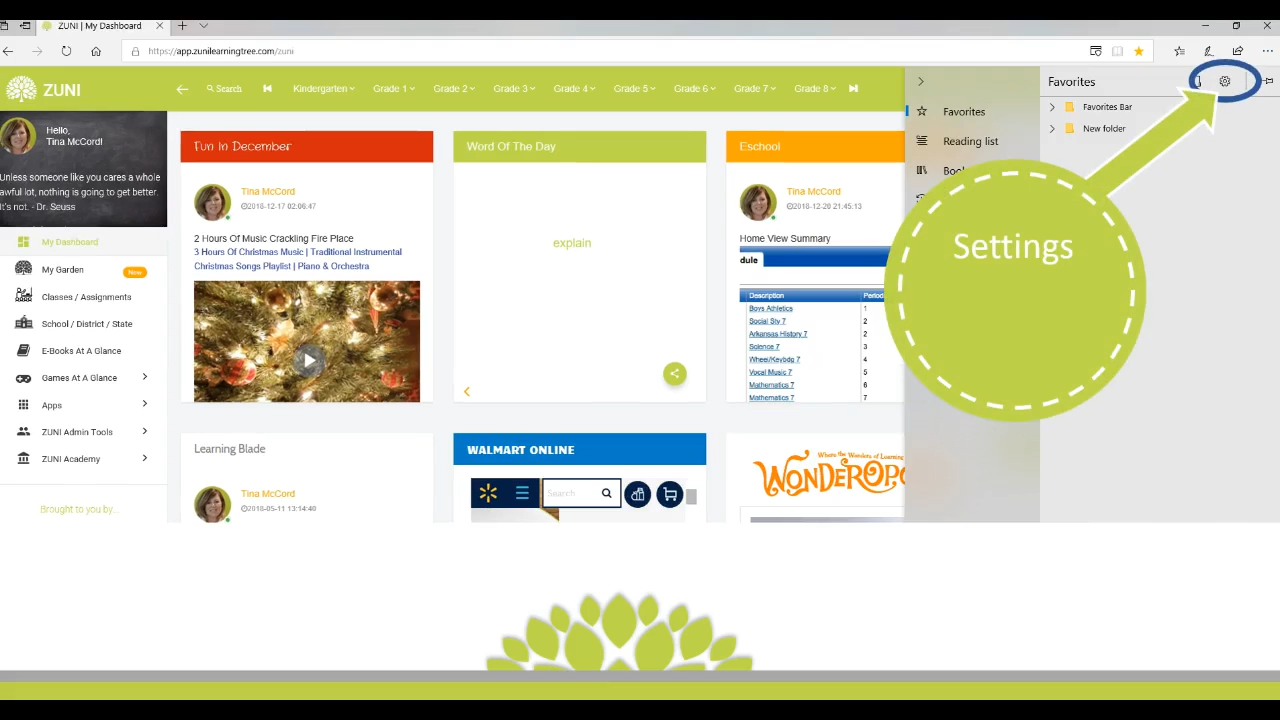 ZUNI | My Dashboard
https://app.zunilearningtree.com/zuni
ZUNI
Search
Kindergarten
Grade 1
Grade 2
Grade 3
Grade 4
Grade 5
Grade 6
Grade 7
Grade 8
Hello,
Tina McCord!
Unless someone like you cares a whole
awful lot, nothing is going to get better.
It's not. - Dr. Seuss
My Dashboard
My Garden
New
Classes / Assignments
School / District / State
E-Books At A Glance
Games At A Glance
Apps
ZUNI Admin Tools
ZUNI Academy
Brought to you by...
Fun In December
Tina McCord
2018-12-17 02:06:47
2 Hours Of Music Crackling Fire Place
3 Hours Of Christmas Music | Traditional Instrumental
Christmas Songs Playlist | Piano & Orchestra
Word Of The Day
explain
Eschool
Tina McCord
2018-12-20 21:45:13
Home View Summary
dule
Description Period
Boys Athletics 1
Social Sty 7 2
Arkansas History 7 2
Science 7 3
Wheel/Keybdg 7 4
Vocal Music 7 5
Mathematics 7 6
Mathematics 7 7
Learning Blade
Tina McCord
2018-05-11 13:14:40
WALMART ONLINE
Search
Where the Wonders of Learning
WONDEROPO
Favorites
Reading list
Boo
Favorites
Favorites Bar
New folder
Settings